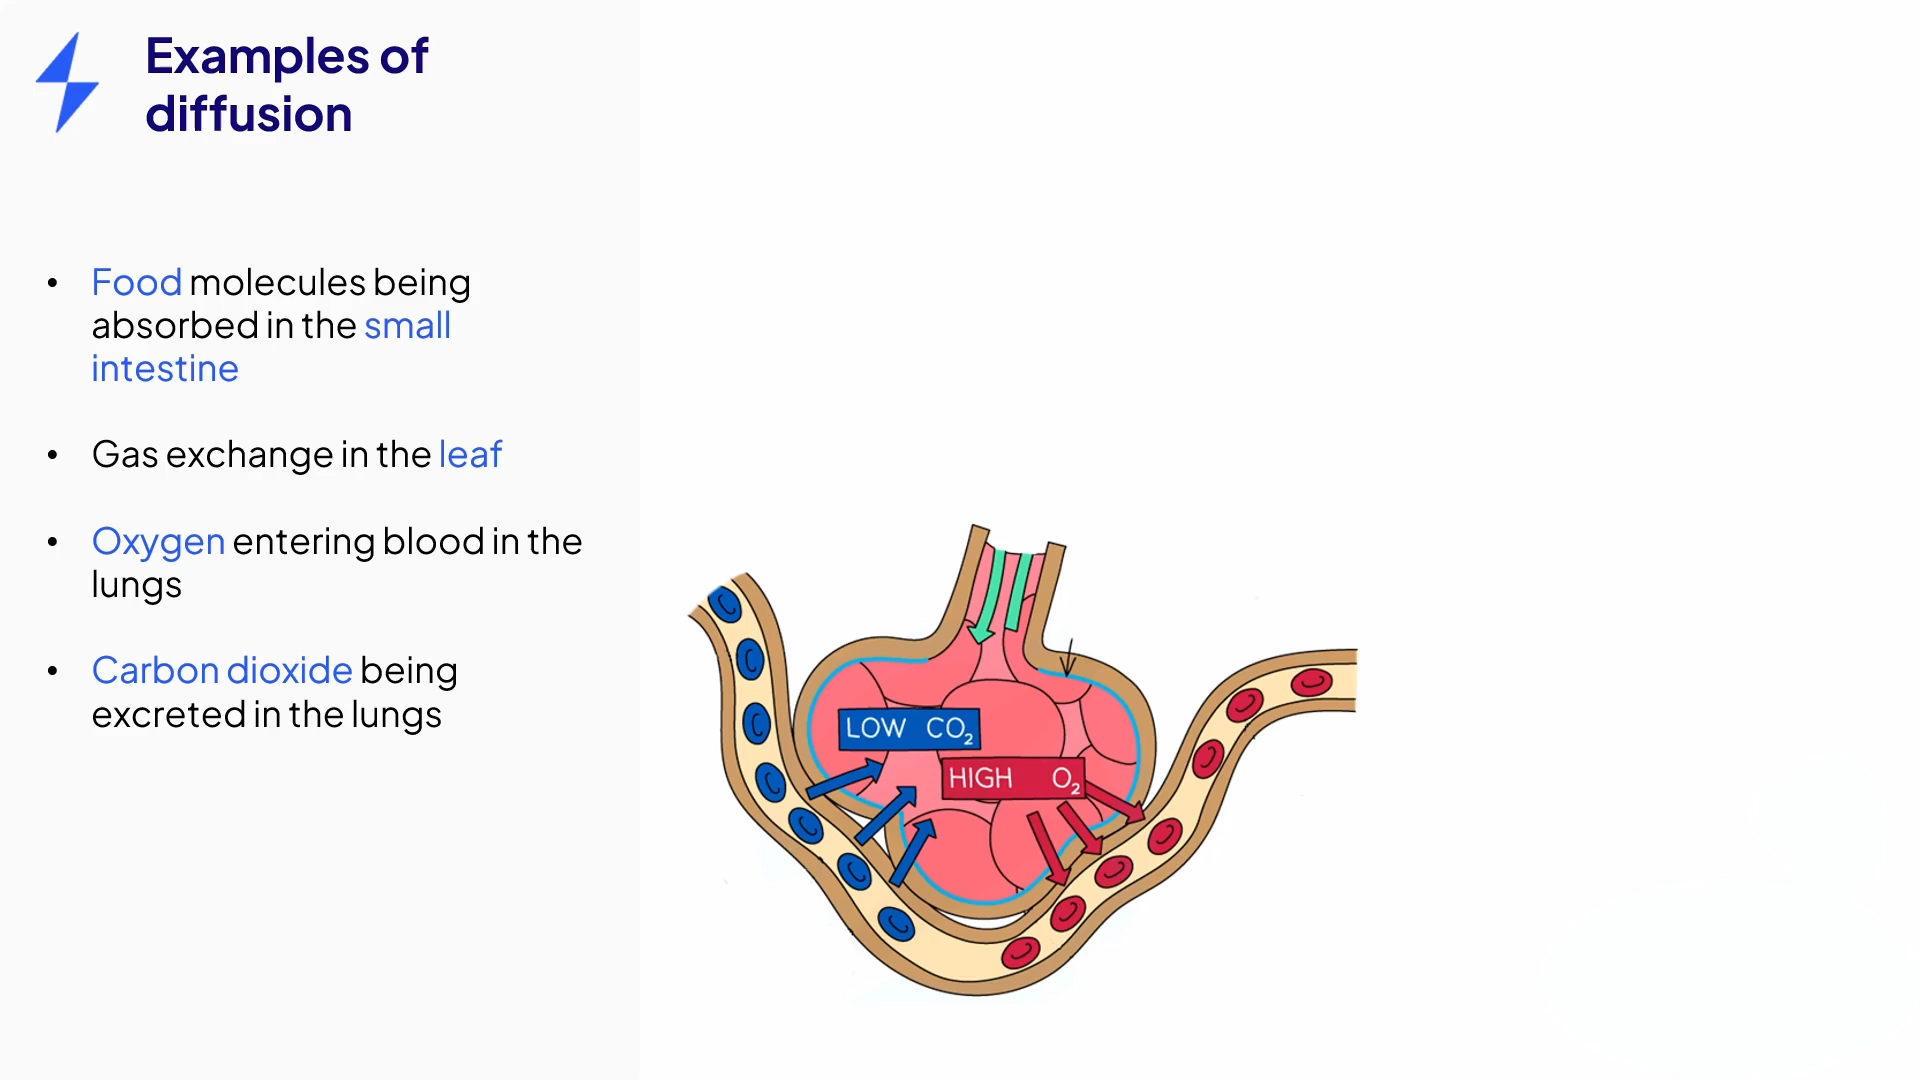 Examples of
diffusion
• Food molecules being
absorbed in the small
intestine
• Gas exchange in the leaf
• Oxygen entering blood in the
lungs
• Carbon dioxide being
excreted in the lungs
LOW CO₂
HIGH O₂